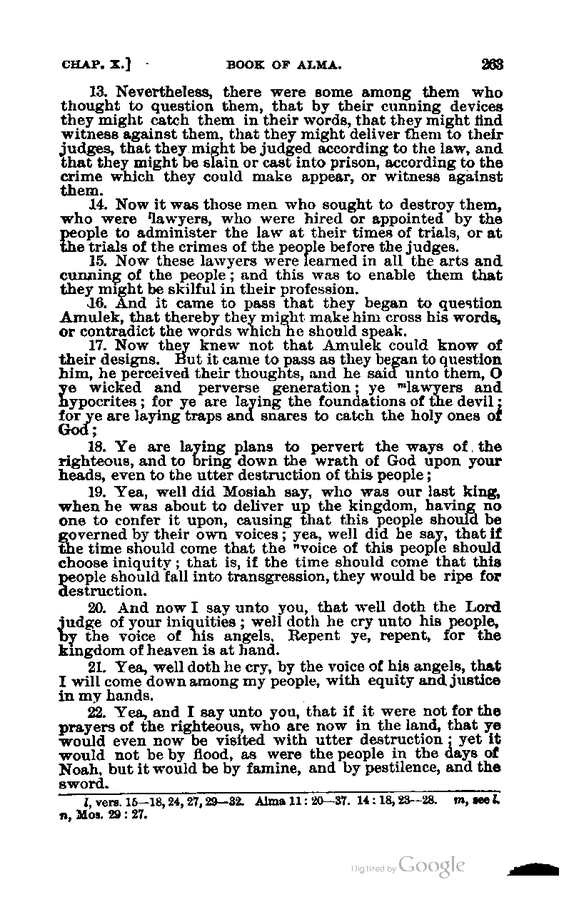 CHAP. X.] BOOK OF ALMA. 263
13. Nevertheless, there were some among them who
thought to question them, that by their cunning devices
they might catch them in their words, that they might find
witness against them, that they might deliver them to their
judges, that they might be judged according to the law, and
that they might be slain or cast into prison, according to the
crime which they could make appear, or witness against
them.
14. Now it was those men who sought to destroy them,
who were lawyers, who were hired or appointed by the
people to administer the law at their times of trials, or at
the trials of the crimes of the people before the judges.
15. Now these lawyers were learned in all the arts and
cunning of the people; and this was to enable them that
they might be skilful in their profession.
16. And it came to pass that they began to question
Amulek, that thereby they might make him cross his words,
or contradict the words which he should speak.
17. Now they knew not that Amulek could know of
their designs. But it came to pass as they began to question
him, he perceived their thoughts, and he said unto them, O
ye wicked and perverse generation; ye ᵐlawyers and
hypocrites; for ye are laying the foundations of the devil;
for ye are laying traps and snares to catch the holy ones of
God;
18. Ye are laying plans to pervert the ways of the
righteous, and to bring down the wrath of God upon your
heads, even to the utter destruction of this people;
19. Yea, well did Mosiah say, who was our last king,
when he was about to deliver up the kingdom, having no
one to confer it upon, causing that this people should be
governed by their own voices; yea, well did he say, that if
the time should come that the ⁿvoice of this people should
choose iniquity; that is, if the time should come that this
people should fall into transgression, they would be ripe for
destruction.
20. And now I say unto you, that well doth the Lord
judge of your iniquities; well doth he cry unto his people,
by the voice of his angels, Repent ye, repent, for the
kingdom of heaven is at hand.
21. Yea, well doth he cry, by the voice of his angels, that
I will come down among my people, with equity and justice
in my hands.
22. Yea, and I say unto you, that if it were not for the
prayers of the righteous, who are now in the land, that ye
would even now be visited with utter destruction; yet it
would not be by flood, as were the people in the days of
Noah, but it would be by famine, and by pestilence, and the
sword.
l, vers. 15—18, 24, 27, 29—32. Alma 11: 20—37. 14: 18, 23—28. m, see l.
n, Mos. 29: 27.
Digitized by Google